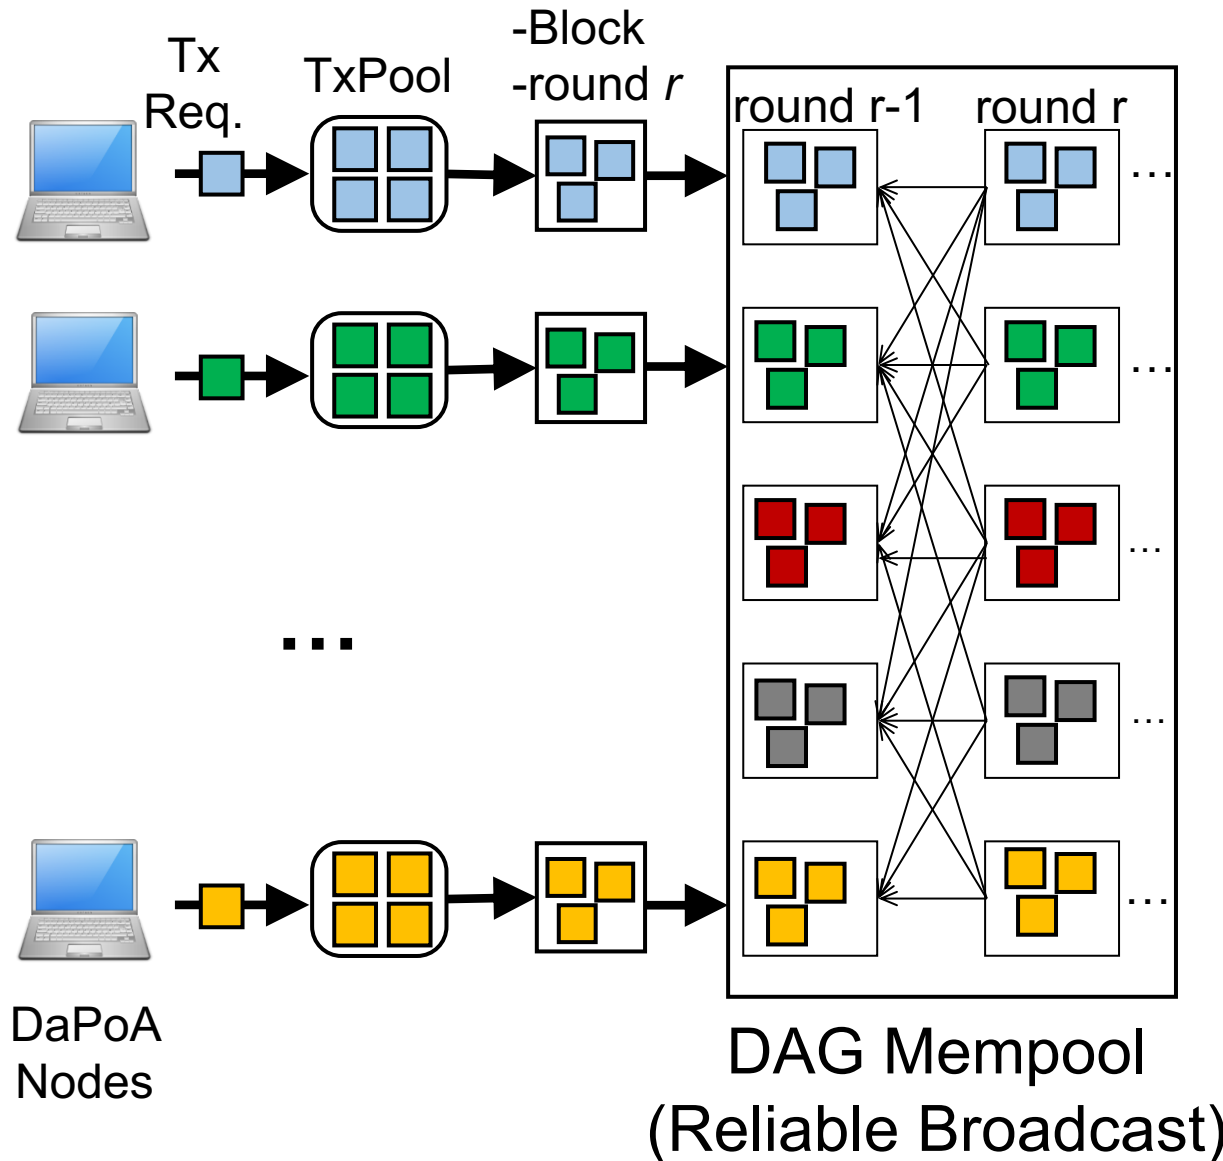 Tx
Req.
TxPool
-Block
-round r
round r-1
round r
...
...
...
...
...
...
DaPoA
Nodes
DAG Mempool
(Reliable Broadcast)